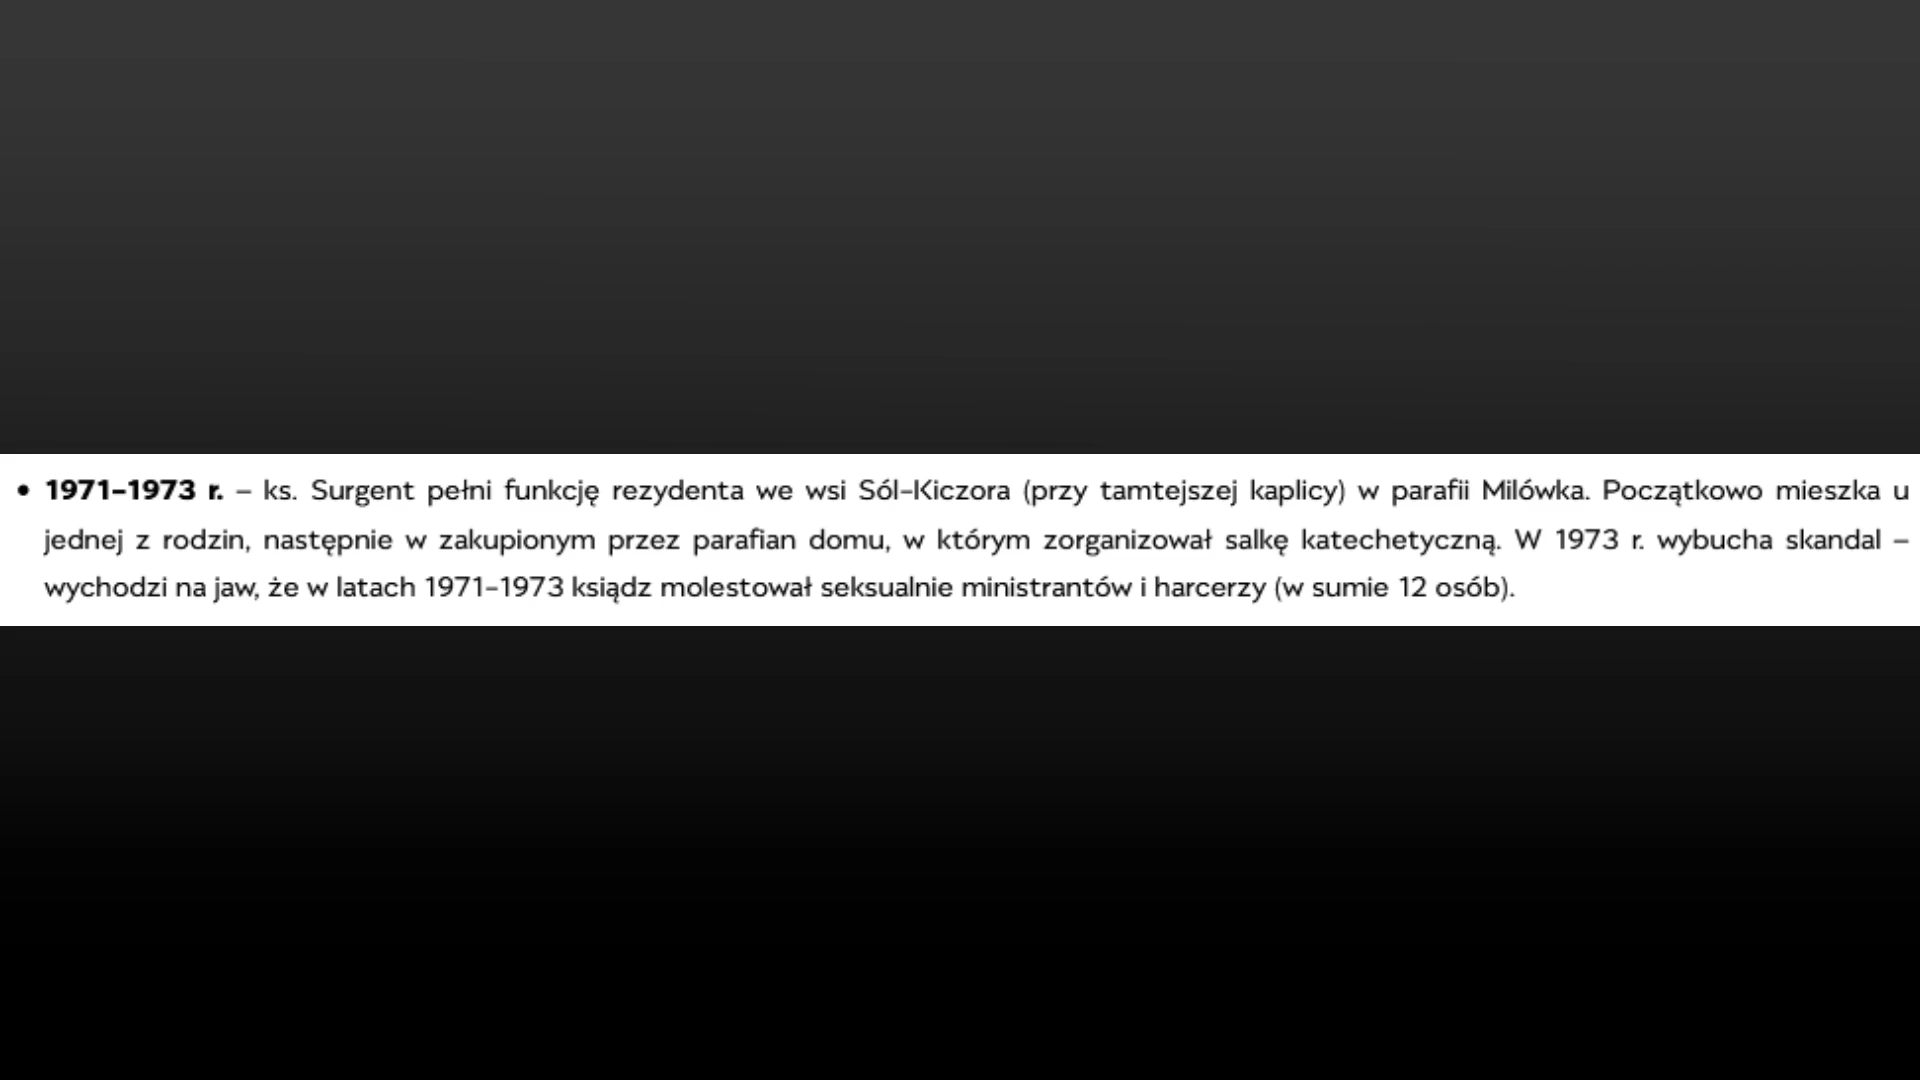 • 1971–1973 r. – ks. Surgent pełni funkcję rezydenta we wsi Sól-Kiczora (przy tamtejszej kaplicy) w parafii Milówka. Początkowo mieszka u
jednej z rodzin, następnie w zakupionym przez parafian domu, w którym zorganizował salkę katechetyczną. W 1973 r. wybucha skandal –
wychodzi na jaw, że w latach 1971–1973 ksiądz molestował seksualnie ministrantów i harcerzy (w sumie 12 osób).